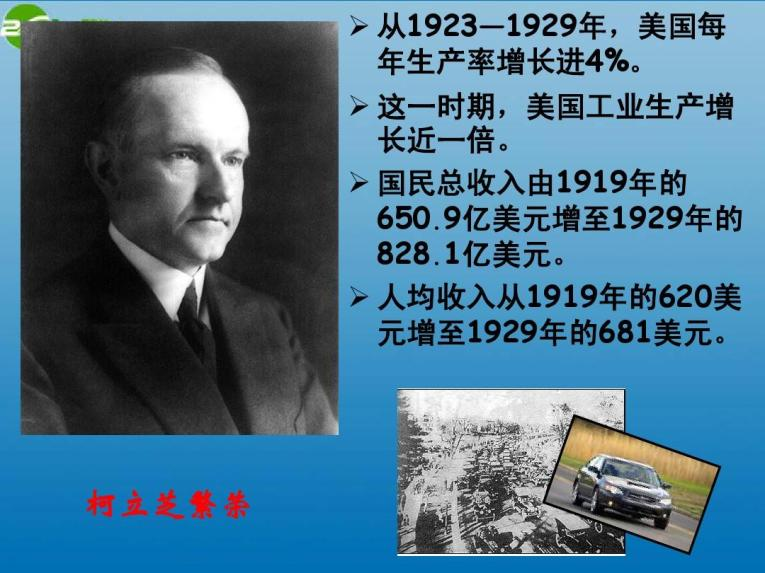 从1923—1929年，美国每
年生产率增长进4%。
这一时期，美国工业生产增
长近一倍。
国民总收入由1919年的
650.9亿美元增至1929年的
828.1亿美元。
人均收入从1919年的620美
元增至1929年的681美元。
柯立芝繁荣